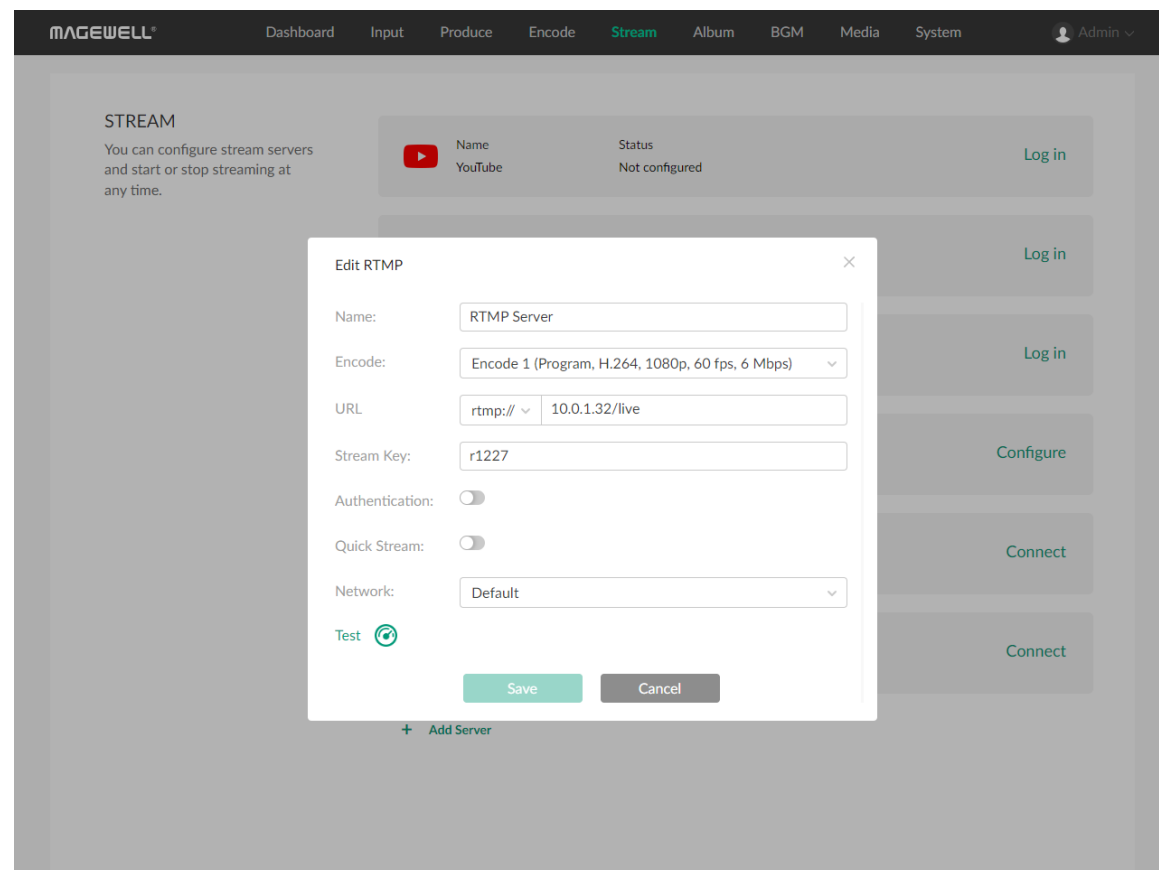 MAGEWELL®
Dashboard Input Produce Encode Stream Album BGM Media System Admin
STREAM
You can configure stream servers
and start or stop streaming at
any time.
Name Status
YouTube Not configured Log in
Log in
Log in
Configure
Connect
Connect
Edit RTMP
Name: RTMP Server
Encode: Encode 1 (Program, H.264, 1080p, 60 fps, 6 Mbps)
URL rtmp:// 10.0.1.32/live
Stream Key: r1227
Authentication:
Quick Stream:
Network: Default
Test
Save Cancel
+ Add Server